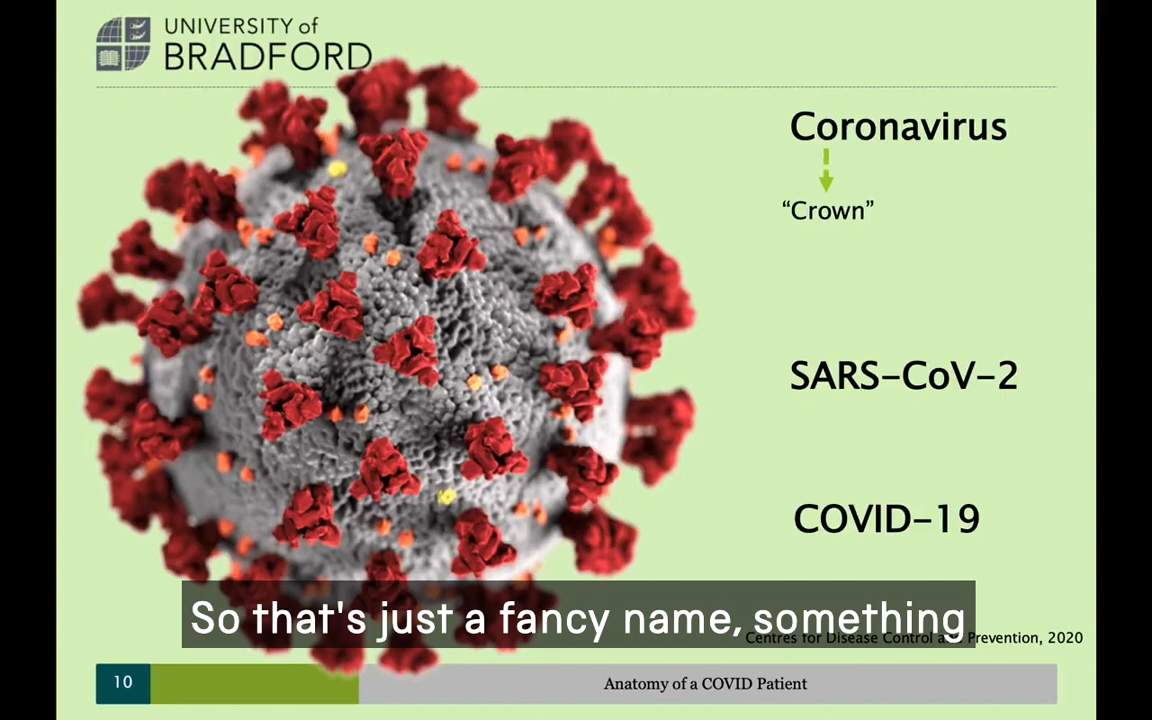 UNIVERSITY of
BRADFORD
Coronavirus
“Crown”
SARS-CoV-2
COVID-19
So that's just a fancy name, something
Centres for Disease Control and Prevention, 2020
10
Anatomy of a COVID Patient